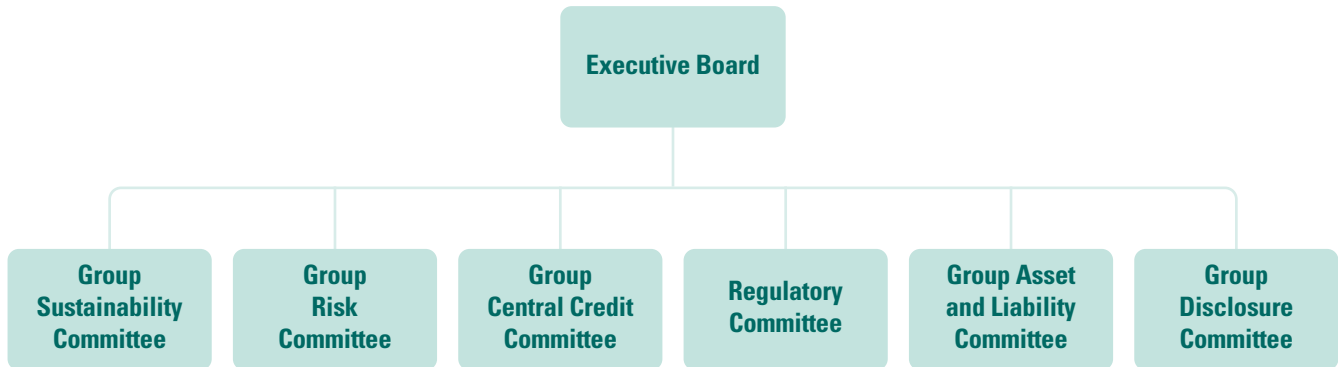 Executive Board
Group
Sustainability
Committee
Group
Risk
Committee
Group
Central Credit
Committee
Regulatory
Committee
Group Asset
and Liability
Committee
Group
Disclosure
Committee